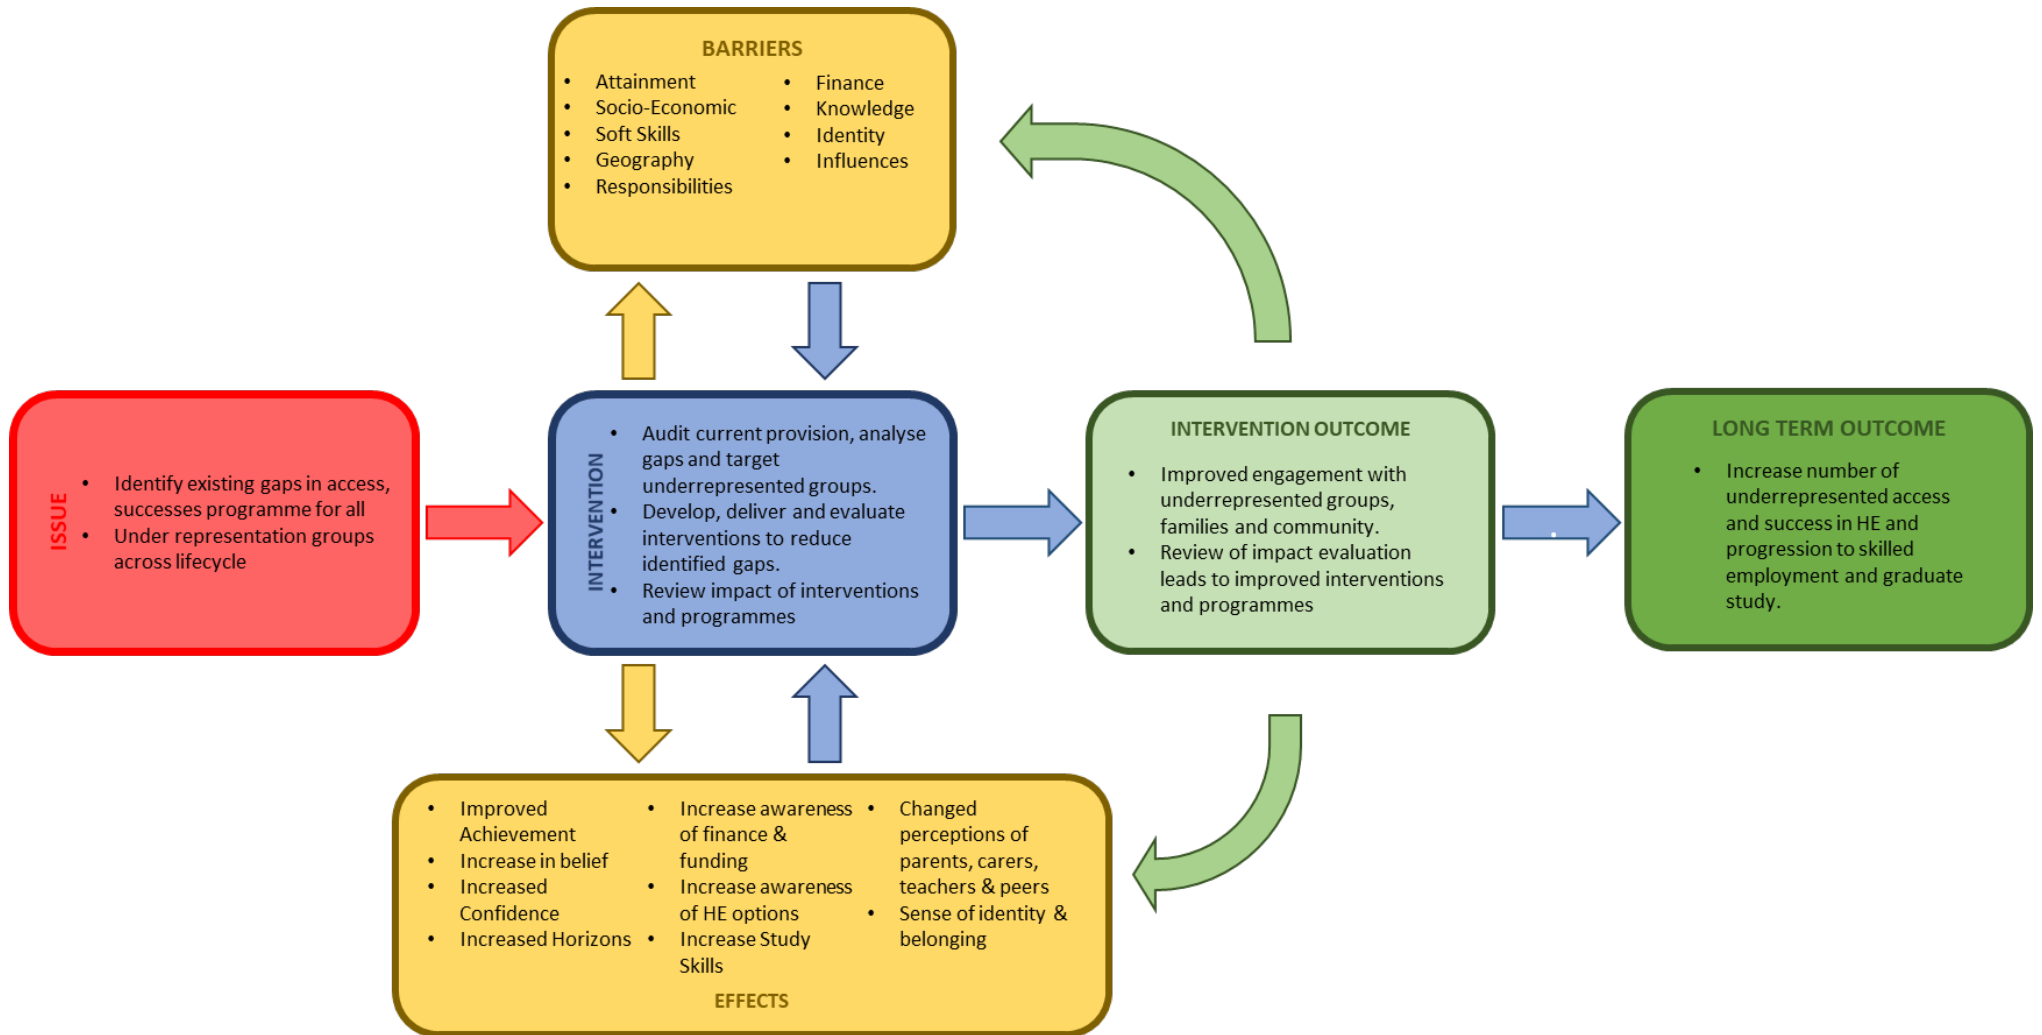 BARRIERS
• Attainment
• Socio-Economic
• Soft Skills
• Geography
• Responsibilities
• Finance
• Knowledge
• Identity
• Influences
ISSUE
• Identify existing gaps in access,
successes programme for all
• Under representation groups
across lifecycle
INTERVENTION
• Audit current provision, analyse
gaps and target
underrepresented groups.
• Develop, deliver and evaluate
interventions to reduce
identified gaps.
• Review impact of interventions
and programmes
INTERVENTION OUTCOME
• Improved engagement with
underrepresented groups,
families and community.
• Review of impact evaluation
leads to improved interventions
and programmes
.
LONG TERM OUTCOME
• Increase number of
underrepresented access
and success in HE and
progression to skilled
employment and graduate
study.
• Improved
Achievement
• Increase in belief
• Increased
Confidence
• Increased Horizons
• Increase awareness
of finance &
funding
• Increase awareness
of HE options
• Increase Study
Skills
• Changed
perceptions of
parents, carers,
teachers & peers
• Sense of identity &
belonging
EFFECTS